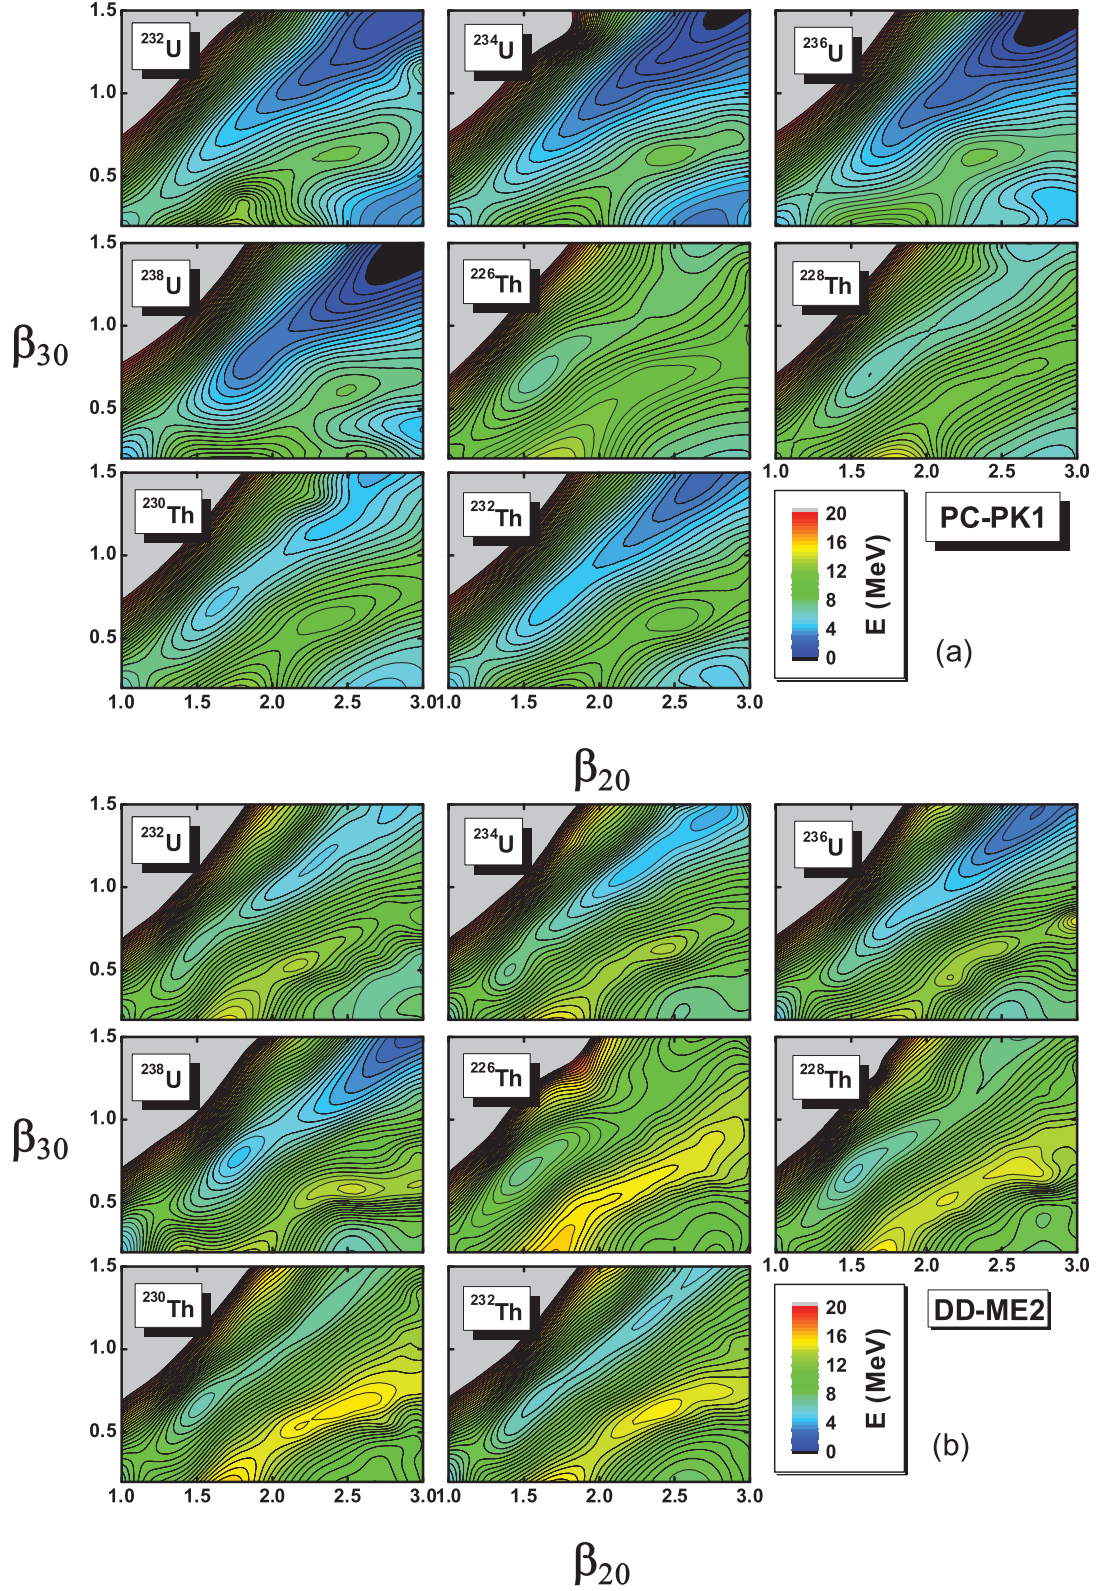 1.5
1.0
0.5
²³²U
²³⁴U
²³⁶U
1.5
1.0
0.5
²³⁸U
²²⁶Th
²²⁸Th
β₃₀
1.0 1.5 2.0 2.5 3.0
1.5
1.0
0.5
²³⁰Th
²³²Th
20
16
12
8
4
0
E (MeV)
PC-PK1
(a)
1.0 1.5 2.0 2.5 3.0 1.0 1.5 2.0 2.5 3.0
β₂₀
1.5
1.0
0.5
²³²U
²³⁴U
²³⁶U
1.5
1.0
0.5
²³⁸U
²²⁶Th
²²⁸Th
β₃₀
1.0 1.5 2.0 2.5 3.0
1.5
1.0
0.5
²³⁰Th
²³²Th
20
16
12
8
4
0
E (MeV)
DD-ME2
(b)
1.0 1.5 2.0 2.5 3.0 1.0 1.5 2.0 2.5 3.0
β₂₀